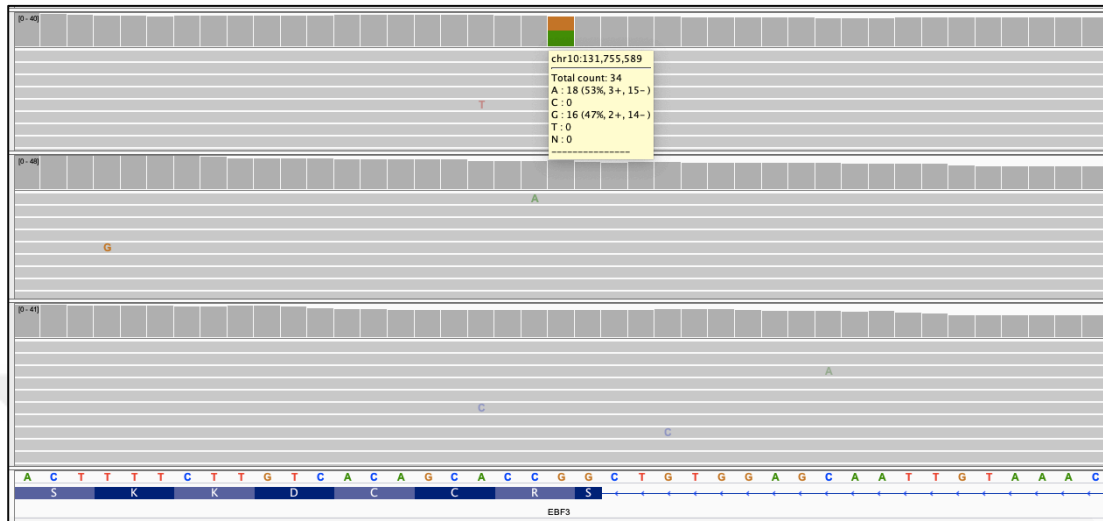 [0 - 40]
chr10:131,755,589
Total count: 34
A : 18 (53%, 3+, 15- )
C : 0
G : 16 (47%, 2+, 14- )
T : 0
N : 0
---------------
T
[0 - 48]
A
G
[0 - 41]
A
C
C
A C T T T T C T T G T C A C A G C A C C G G C T G T G G A G C A A T T G T A A A C
S K K D C C R S
EBF3